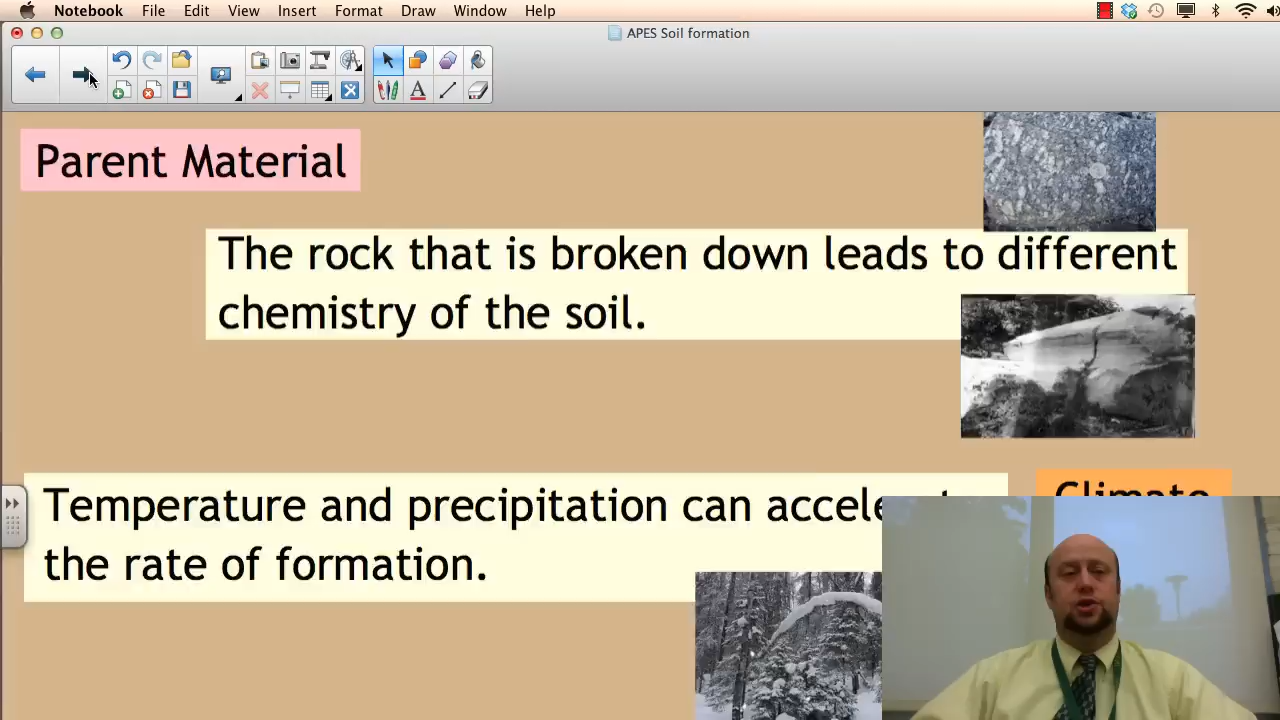 Notebook File Edit View Insert Format Draw Window Help
APES Soil formation
A
Parent Material
The rock that is broken down leads to different
chemistry of the soil.
Temperature and precipitation can
the rate of formation.
Climate